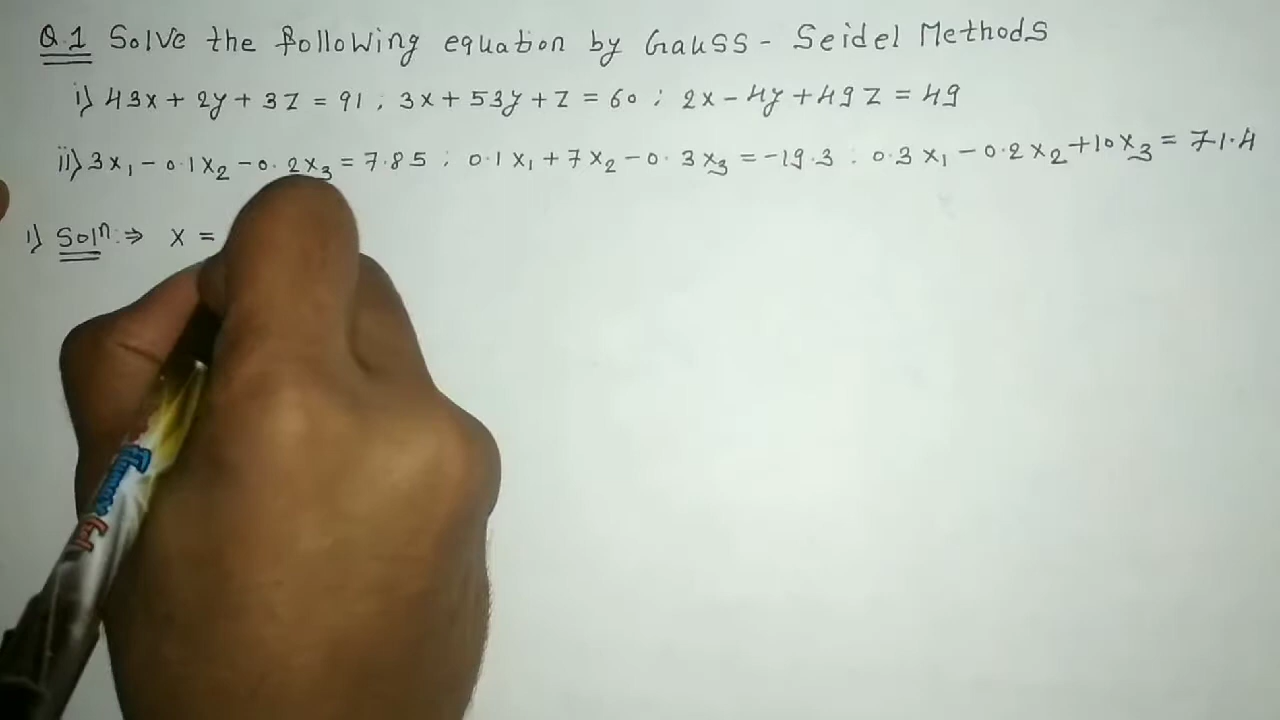 Q.1 Solve the following equation by Gauss - Seidel Methods
i) 43x + 2y + 3z = 91 ; 3x + 53y + z = 60 ; 2x - 4y + 49z = 49
ii) 3x₁ - 0.1x₂ - 0.2x₃ = 7.85 ; 0.1x₁ + 7x₂ - 0.3x₃ = -19.3 : 0.3x₁ - 0.2x₂ + 10x₃ = 71.4
1) Solⁿ:⇒ x =